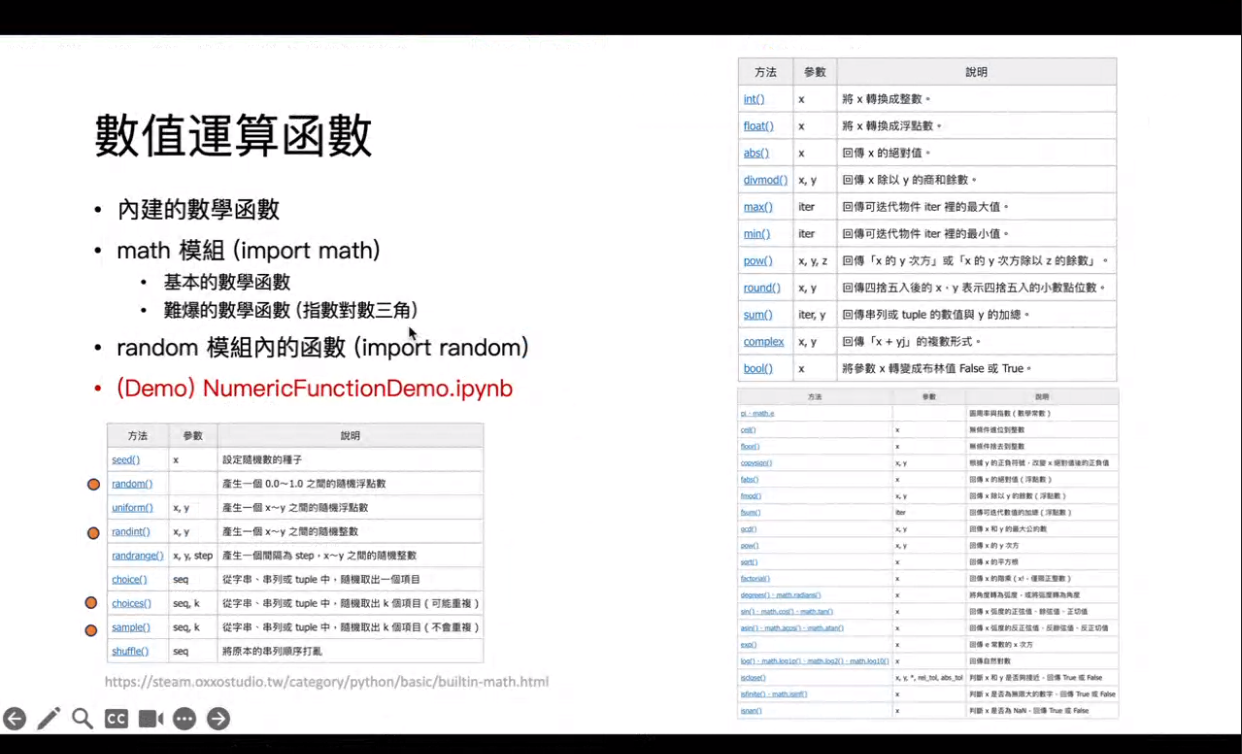 數值運算函數
• 內建的數學函數
• math 模組 (import math)
• 基本的數學函數
• 難爆的數學函數 (指數對數三角)
• random 模組內的函數 (import random)
• (Demo) NumericFunctionDemo.ipynb
方法 參數 說明
seed() x 設定隨機數的種子
random() 產生一個 0.0～1.0 之間的隨機浮點數
uniform() x, y 產生一個 x～y 之間的隨機浮點數
randint() x, y 產生一個 x～y 之間的隨機整數
randrange() x, y, step 產生一個間隔為 step，x～y 之間的隨機整數
choice() seq 從字串、串列或 tuple 中，隨機取出一個項目
choices() seq, k 從字串、串列或 tuple 中，隨機取出 k 個項目 ( 可能重複 )
sample() seq, k 從字串、串列或 tuple 中，隨機取出 k 個項目 ( 不會重複 )
shuffle() seq 將原本的串列順序打亂
https://steam.oxxostudio.tw/category/python/basic/builtin-math.html
CC
方法 參數 說明
int() x 將 x 轉換成整數。
float() x 將 x 轉換成浮點數。
abs() x 回傳 x 的絕對值。
divmod() x, y 回傳 x 除以 y 的商和餘數。
max() iter 回傳可迭代物件 iter 裡的最大值。
min() iter 回傳可迭代物件 iter 裡的最小值。
pow() x, y, z 回傳「x 的 y 次方」或「x 的 y 次方除以 z 的餘數」。
round() x, y 回傳四捨五入後的 x、y 表示四捨五入的小數點位數。
sum() iter, y 回傳串列或 tuple 的數值與 y 的加總。
complex x, y 回傳「x + yj」的複數形式。
bool() x 將參數 x 轉變成布林值 False 或 True。
方法 參數 說明
pi、math.e 圓周率與指數 ( 數學常數 )
ceil() x 無條件進位到整數
floor() x 無條件捨去到整數
copysign() x, y 根據 y 的正負符號，改變 x 絕對值後的正負值
fabs() x 回傳 x 的絕對值 ( 浮點數 )
fmod() x, y 回傳 x 除以 y 的餘數 ( 浮點數 )
fsum() iter 回傳可迭代數值的加總 ( 浮點數 )
gcd() x, y 回傳 x 和 y 的最大公約數
pow() x, y 回傳 x 的 y 次方
sqrt() x 回傳 x 的平方根
factorial() x 回傳 x 的階乘 ( x!，僅限正整數 )
degrees()、math.radians() x 將角度轉為弧度，或將弧度轉為角度
sin()、math.cos()、math.tan() x 回傳 x 弧度的正弦值、餘弦值、正切值
asin()、math.acos()、math.atan() x 回傳 x 弧度的反正弦值、反餘弦值、反正切值
exp() x 回傳 e 常數的 x 次方
log()、math.log1p()、math.log2()、math.log10() x 回傳自然對數
isclose() x, y, *, rel_tol, abs_tol 判斷 x 和 y 是否夠接近，回傳 True 或 False
isfinite()、math.isinf() x 判斷 x 是否為無限大的數字，回傳 True 或 False
isnan() x 判斷 x 是否為 NaN，回傳 True 或 False